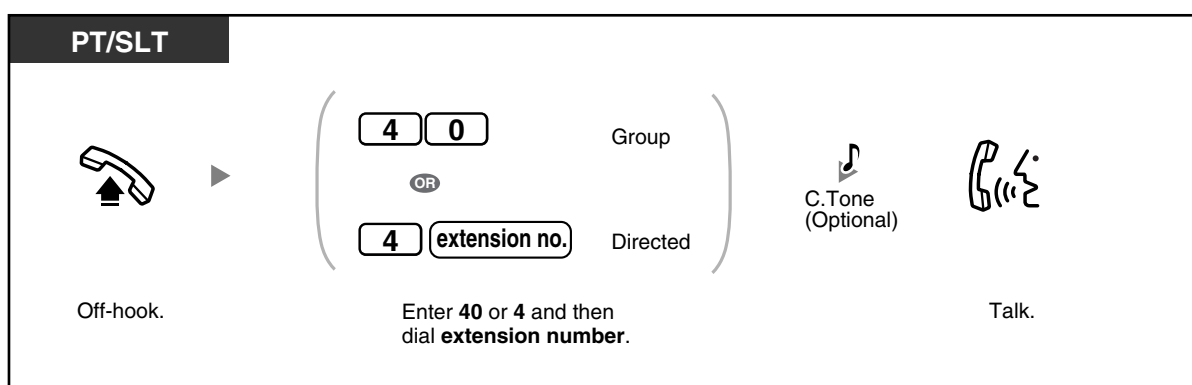 PT/SLT
4 0 Group
OR
4 extension no. Directed
C.Tone
(Optional)
Off-hook.
Enter 40 or 4 and then
dial extension number.
Talk.